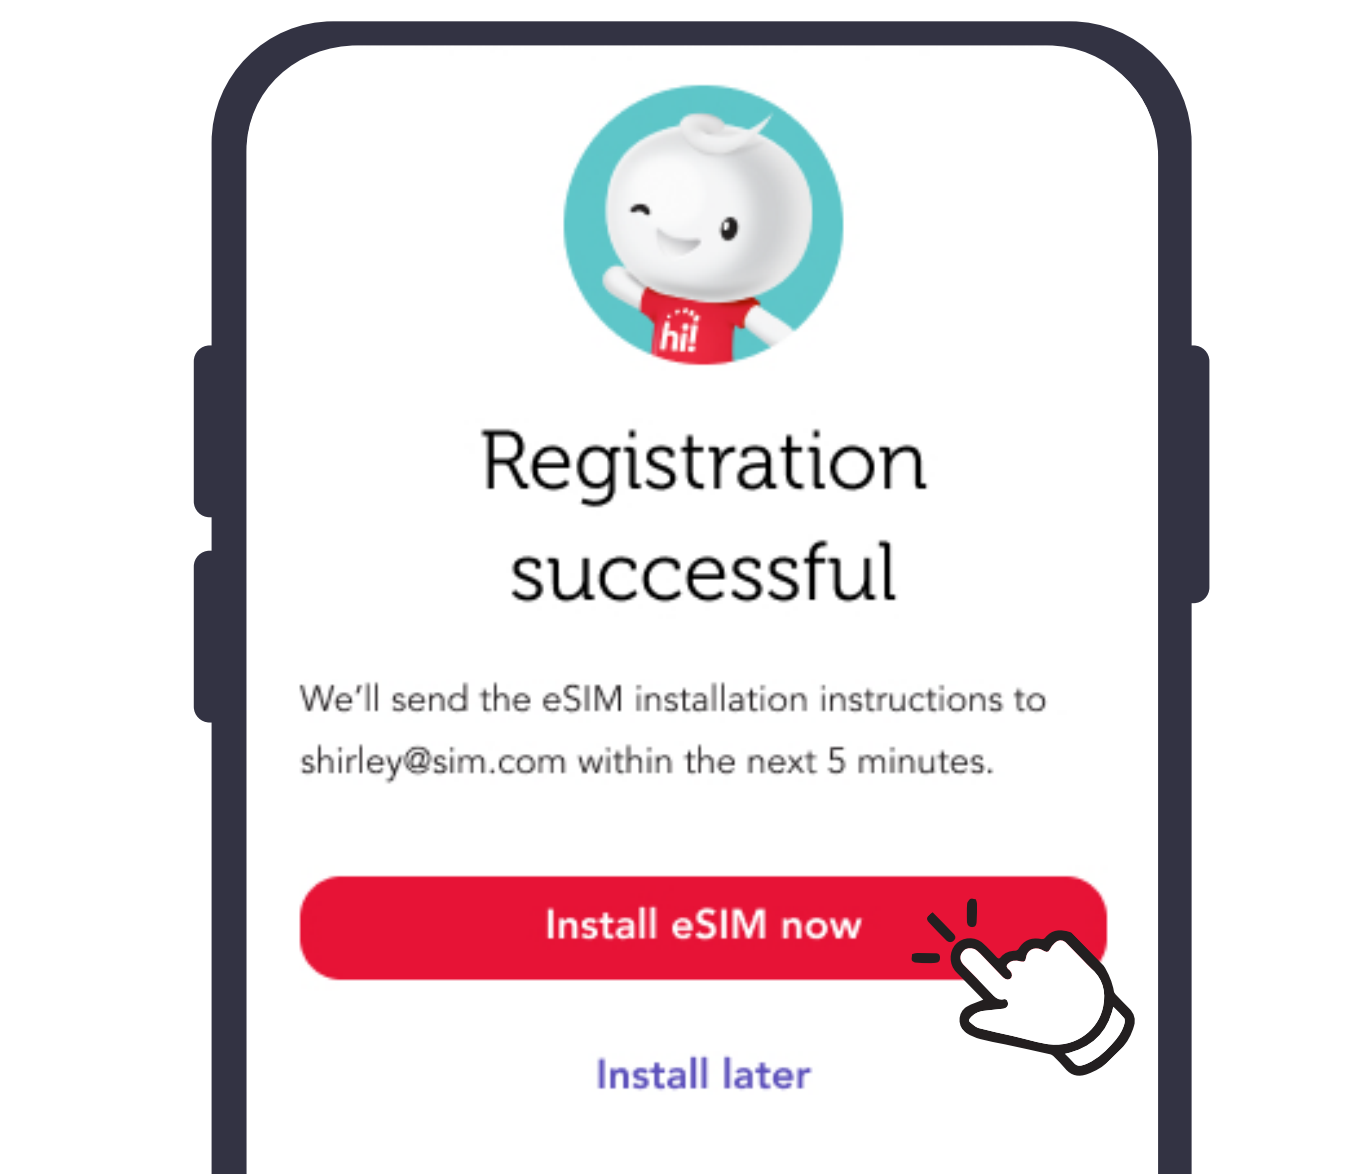 hi!
Registration
successful
We’ll send the eSIM installation instructions to
shirley@sim.com within the next 5 minutes.
Install eSIM now
Install later